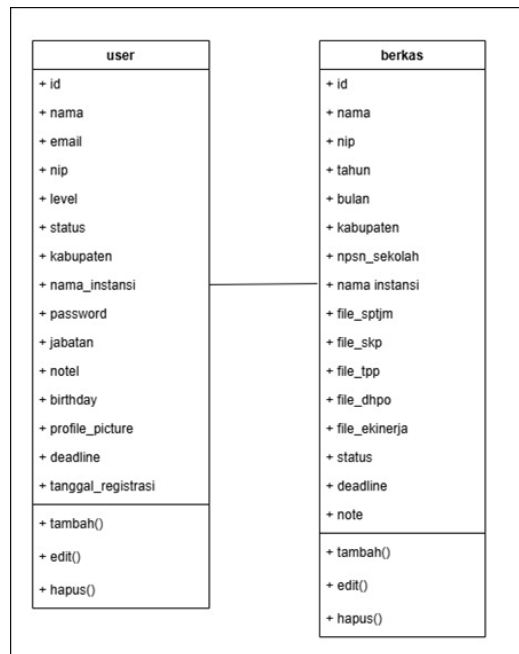 user
+ id
+ nama
+ email
+ nip
+ level
+ status
+ kabupaten
+ nama_instansi
+ password
+ jabatan
+ notel
+ birthday
+ profile_picture
+ deadline
+ tanggal_registrasi
+ tambah()
+ edit()
+ hapus()
berkas
+ id
+ nama
+ nip
+ tahun
+ bulan
+ kabupaten
+ npsn_sekolah
+ nama instansi
+ file_sptjm
+ file_skp
+ file_tpp
+ file_dhpo
+ file_ekinerja
+ status
+ deadline
+ note
+ tambah()
+ edit()
+ hapus()